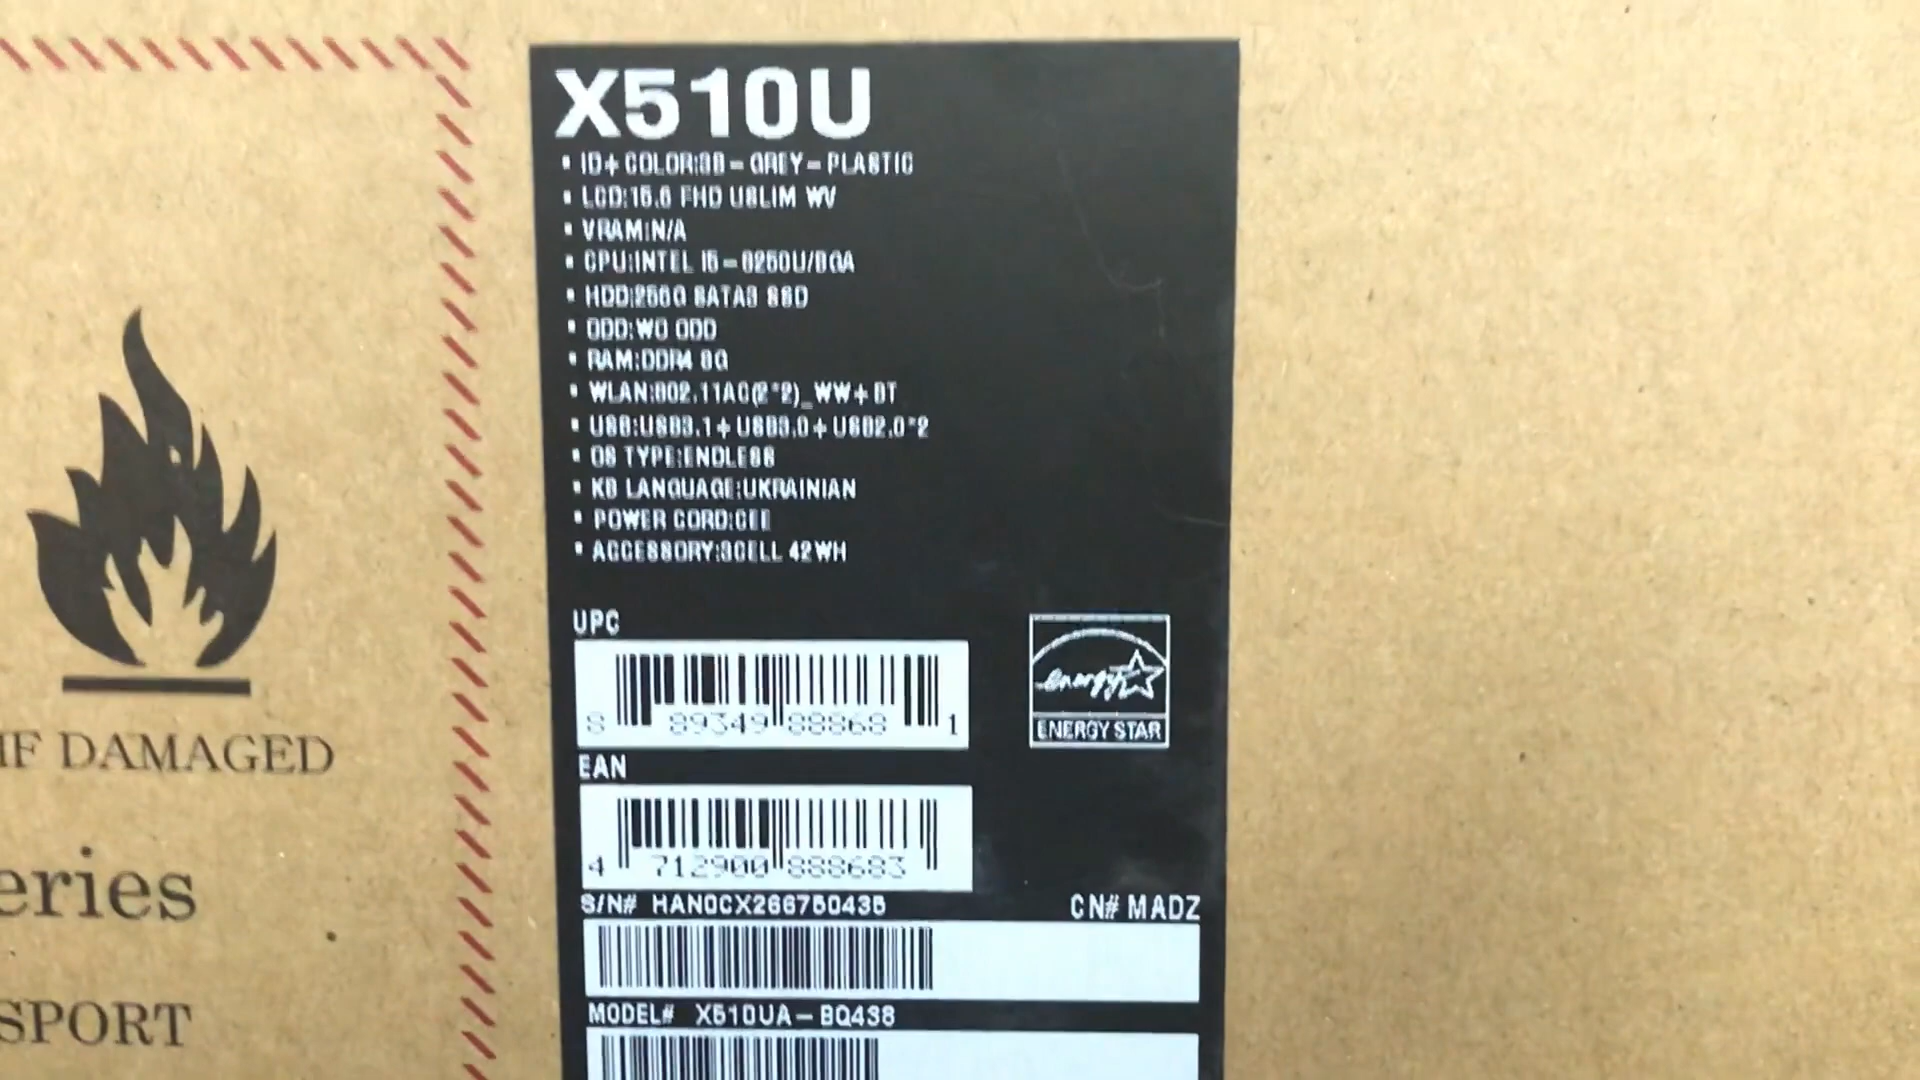 X510U
• ID+ COLOR:3B-GREY-PLASTIC
• LCD:15.6 FHD USLIM WV
• VRAM:N/A
• CPU:INTEL I5-8250U/BGA
• HDD:256G SATA3 SSD
• ODD:WO ODD
• RAM:DDR4 8G
• WLAN:802.11AC(2*2)_WW+BT
• USB:USB3.1+USB3.0+USB2.0*2
• OS TYPE:ENDLESS
• KB LANGUAGE:UKRAINIAN
• POWER CORD:CEE
• ACCESSORY:3CELL 42WH
UPC
8 89349 88868 1
energy
ENERGY STAR
EAN
4 712900 888683
S/N# HAN0CX266750435 CN# MADZ
MODEL# X510UA-BQ438
IF DAMAGED
eries
SPORT